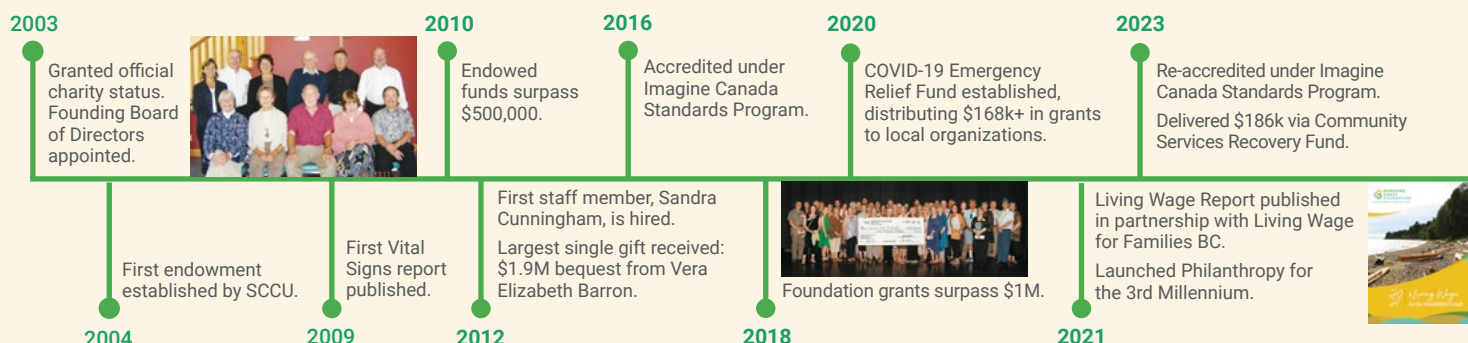 2003
Granted official
charity status.
Founding Board
of Directors
appointed.
2004
First endowment
established by SCCU.
2009
First Vital
Signs report
published.
2010
Endowed
funds surpass
$500,000.
2012
First staff member, Sandra
Cunningham, is hired.
Largest single gift received:
$1.9M bequest from Vera
Elizabeth Barron.
2016
Accredited under
Imagine Canada
Standards Program.
2018
Foundation grants surpass $1M.
2020
COVID-19 Emergency
Relief Fund established,
distributing $168k+ in grants
to local organizations.
2021
Living Wage Report published
in partnership with Living Wage
for Families BC.
Launched Philanthropy for
the 3rd Millennium.
2023
Re-accredited under Imagine
Canada Standards Program.
Delivered $186k via Community
Services Recovery Fund.
SUNSHINE
COAST
FOUNDATION
Living Wage